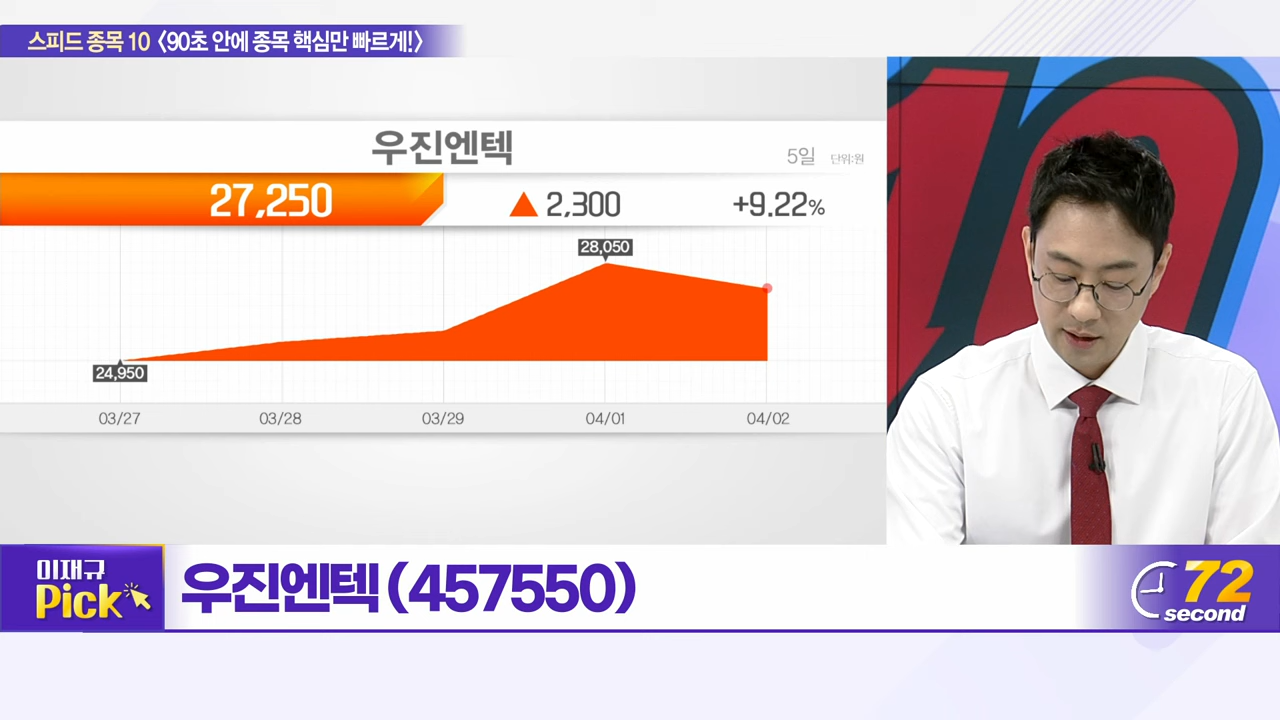 스피드 종목 10 〈90초 안에 종목 핵심만 빠르게!〉
우진엔텍
5일 단위:원
27,250 ▲ 2,300 +9.22%
28,050
24,950
03/27 03/28 03/29 04/01 04/02
이재규
Pick
우진엔텍(457550)
72
second